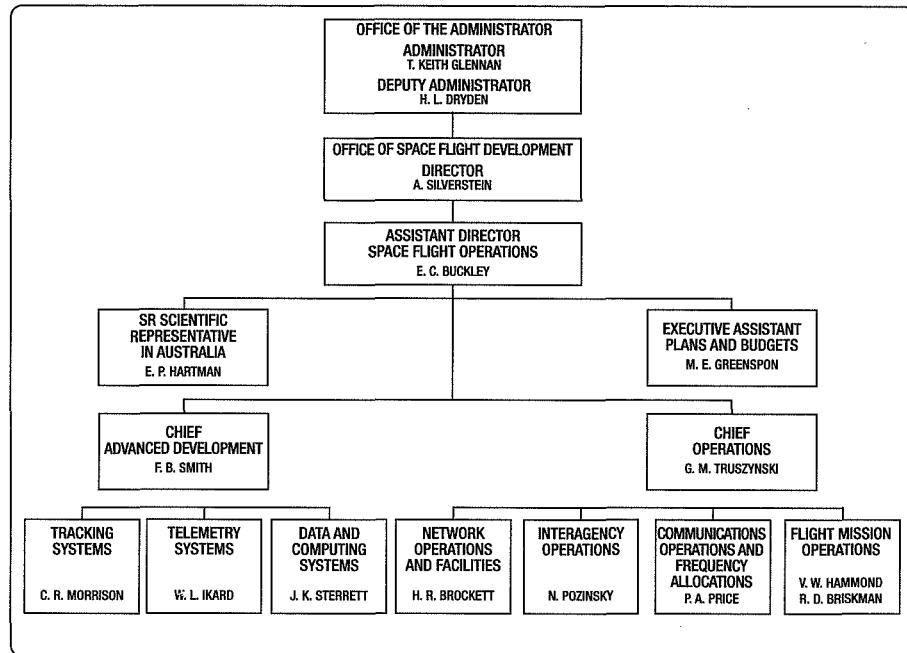 OFFICE OF THE ADMINISTRATOR
ADMINISTRATOR
T. KEITH GLENNAN
DEPUTY ADMINISTRATOR
H. L. DRYDEN
OFFICE OF SPACE FLIGHT DEVELOPMENT
DIRECTOR
A. SILVERSTEIN
ASSISTANT DIRECTOR
SPACE FLIGHT OPERATIONS
E. C. BUCKLEY
SR SCIENTIFIC
REPRESENTATIVE
IN AUSTRALIA
E. P. HARTMAN
EXECUTIVE ASSISTANT
PLANS AND BUDGETS
M. E. GREENSPON
CHIEF
ADVANCED DEVELOPMENT
F. B. SMITH
CHIEF
OPERATIONS
G. M. TRUSZYNSKI
TRACKING
SYSTEMS
C. R. MORRISON
TELEMETRY
SYSTEMS
W. L. IKARD
DATA AND
COMPUTING
SYSTEMS
J. K. STERRETT
NETWORK
OPERATIONS
AND FACILITIES
H. R. BROCKETT
INTERAGENCY
OPERATIONS
N. POZINSKY
COMMUNICATIONS
OPERATIONS AND
FREQUENCY
ALLOCATIONS
P. A. PRICE
FLIGHT MISSION
OPERATIONS
V. W. HAMMOND
R. D. BRISKMAN